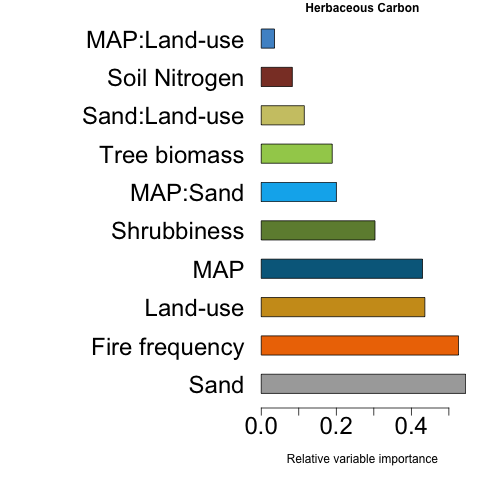 Herbaceous Carbon
MAP:Land-use
Soil Nitrogen
Sand:Land-use
Tree biomass
MAP:Sand
Shrubbiness
MAP
Land-use
Fire frequency
Sand
0.0 0.2 0.4
Relative variable importance